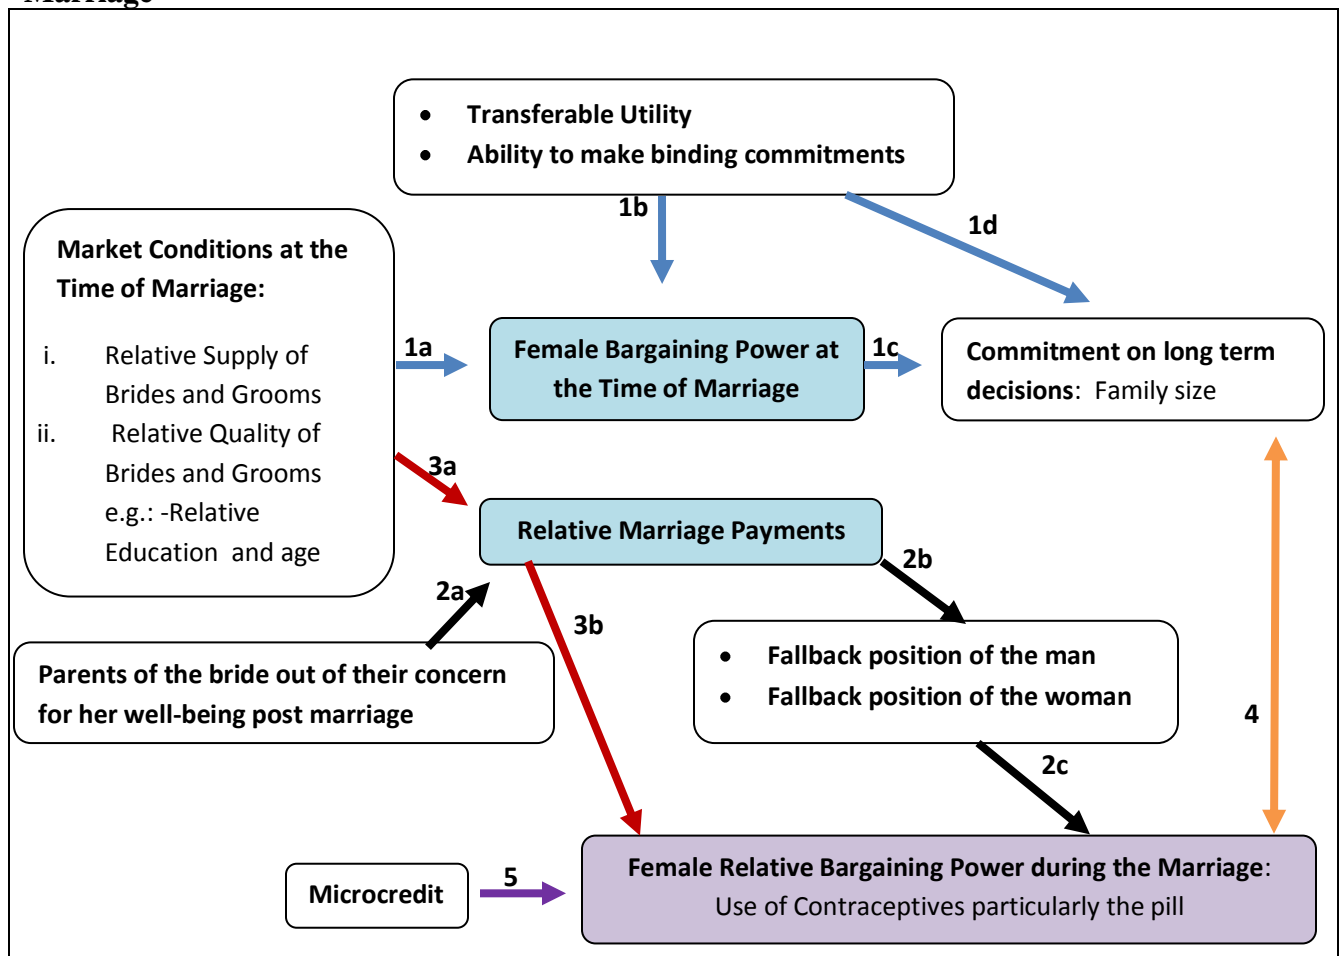 Marriage
• Transferable Utility
• Ability to make binding commitments
1b
1d
Market Conditions at the
Time of Marriage:
i. Relative Supply of
Brides and Grooms
ii. Relative Quality of
Brides and Grooms
e.g.: -Relative
Education and age
1a
Female Bargaining Power at
the Time of Marriage
1c
Commitment on long term
decisions: Family size
3a
Relative Marriage Payments
2a
2b
3b
Parents of the bride out of their concern
for her well-being post marriage
• Fallback position of the man
• Fallback position of the woman
4
2c
Microcredit
5
Female Relative Bargaining Power during the Marriage:
Use of Contraceptives particularly the pill